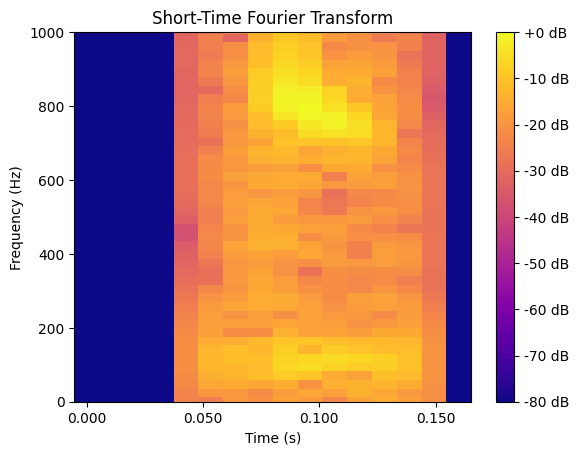 Short-Time Fourier Transform
Frequency (Hz)
1000
800
600
400
200
0
0.000
0.050
0.100
0.150
Time (s)
+0 dB
-10 dB
-20 dB
-30 dB
-40 dB
-50 dB
-60 dB
-70 dB
-80 dB